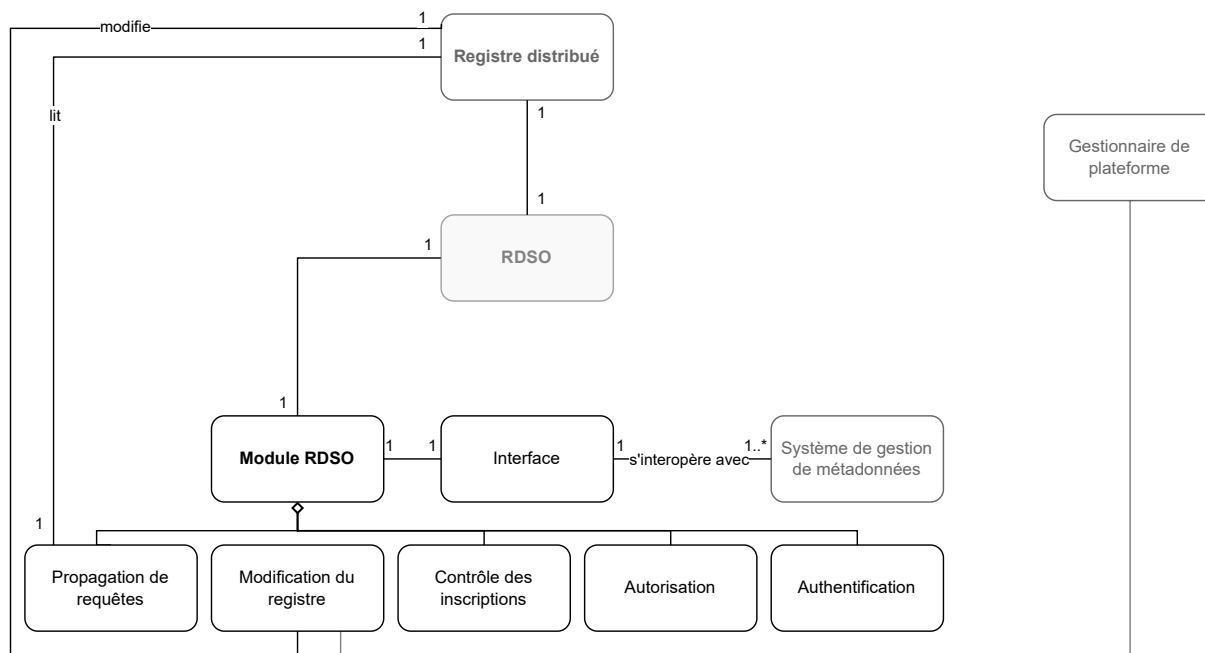 1
modifie
1
Registre distribué
lit
1
Gestionnaire de
plateforme
1
1
RDSO
1
1
1
1
1
1..*
Module RDSO
Interface
s'interopère avec
Système de gestion
de métadonnées
1
Propagation de
requêtes
Modification du
registre
Contrôle des
inscriptions
Autorisation
Authentification